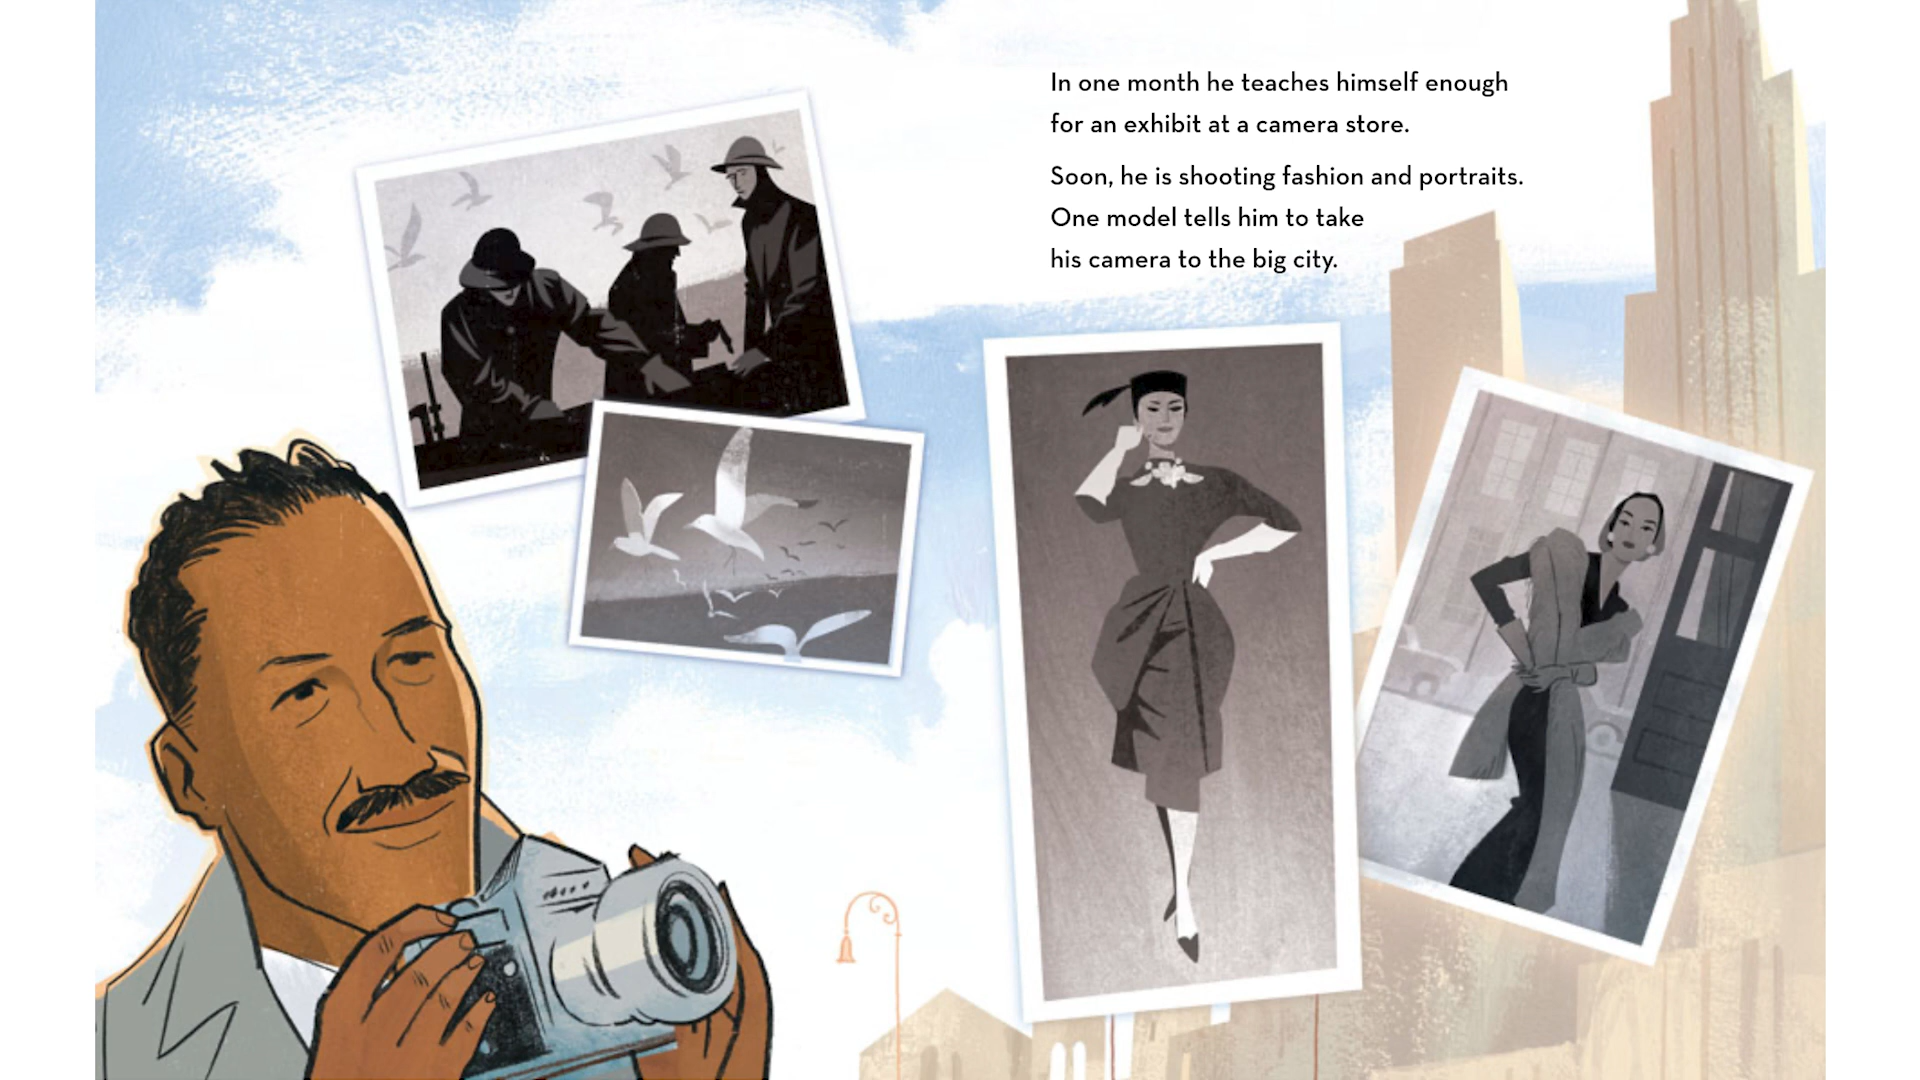 In one month he teaches himself enough
for an exhibit at a camera store.
Soon, he is shooting fashion and portraits.
One model tells him to take
his camera to the big city.